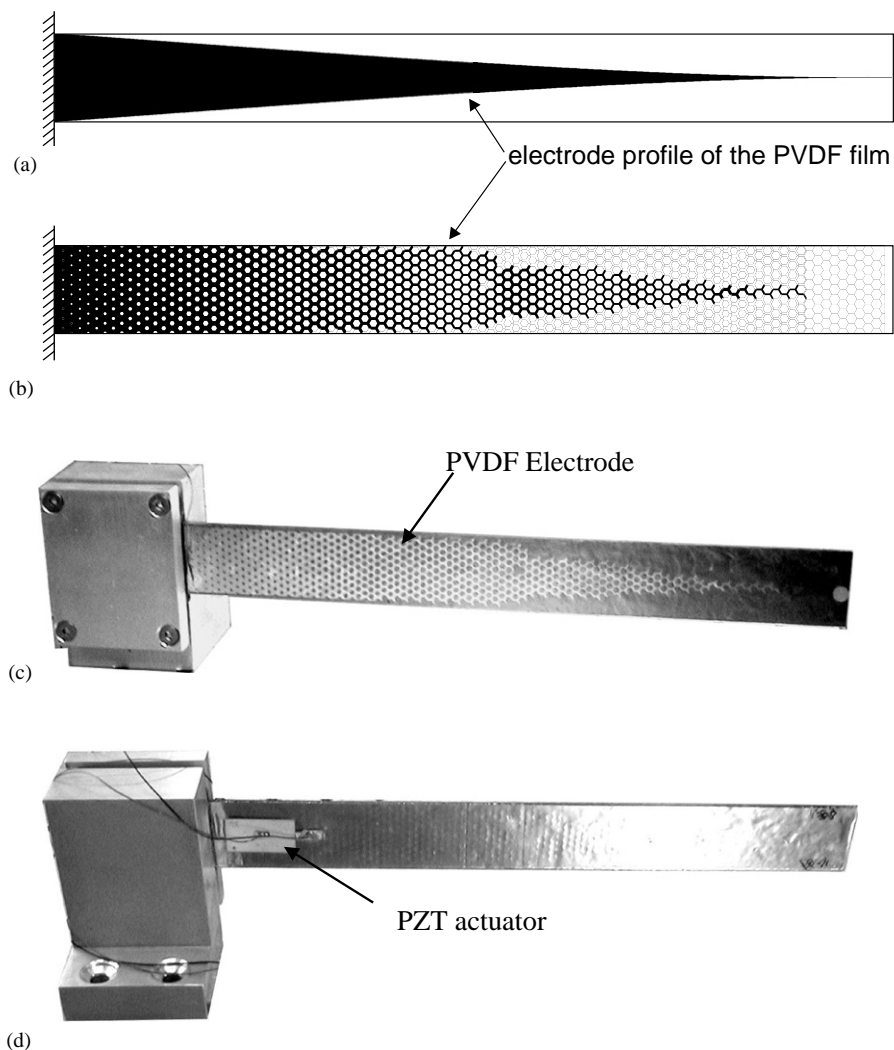 (a)
electrode profile of the PVDF film
(b)
PVDF Electrode
(c)
PZT actuator
(d)